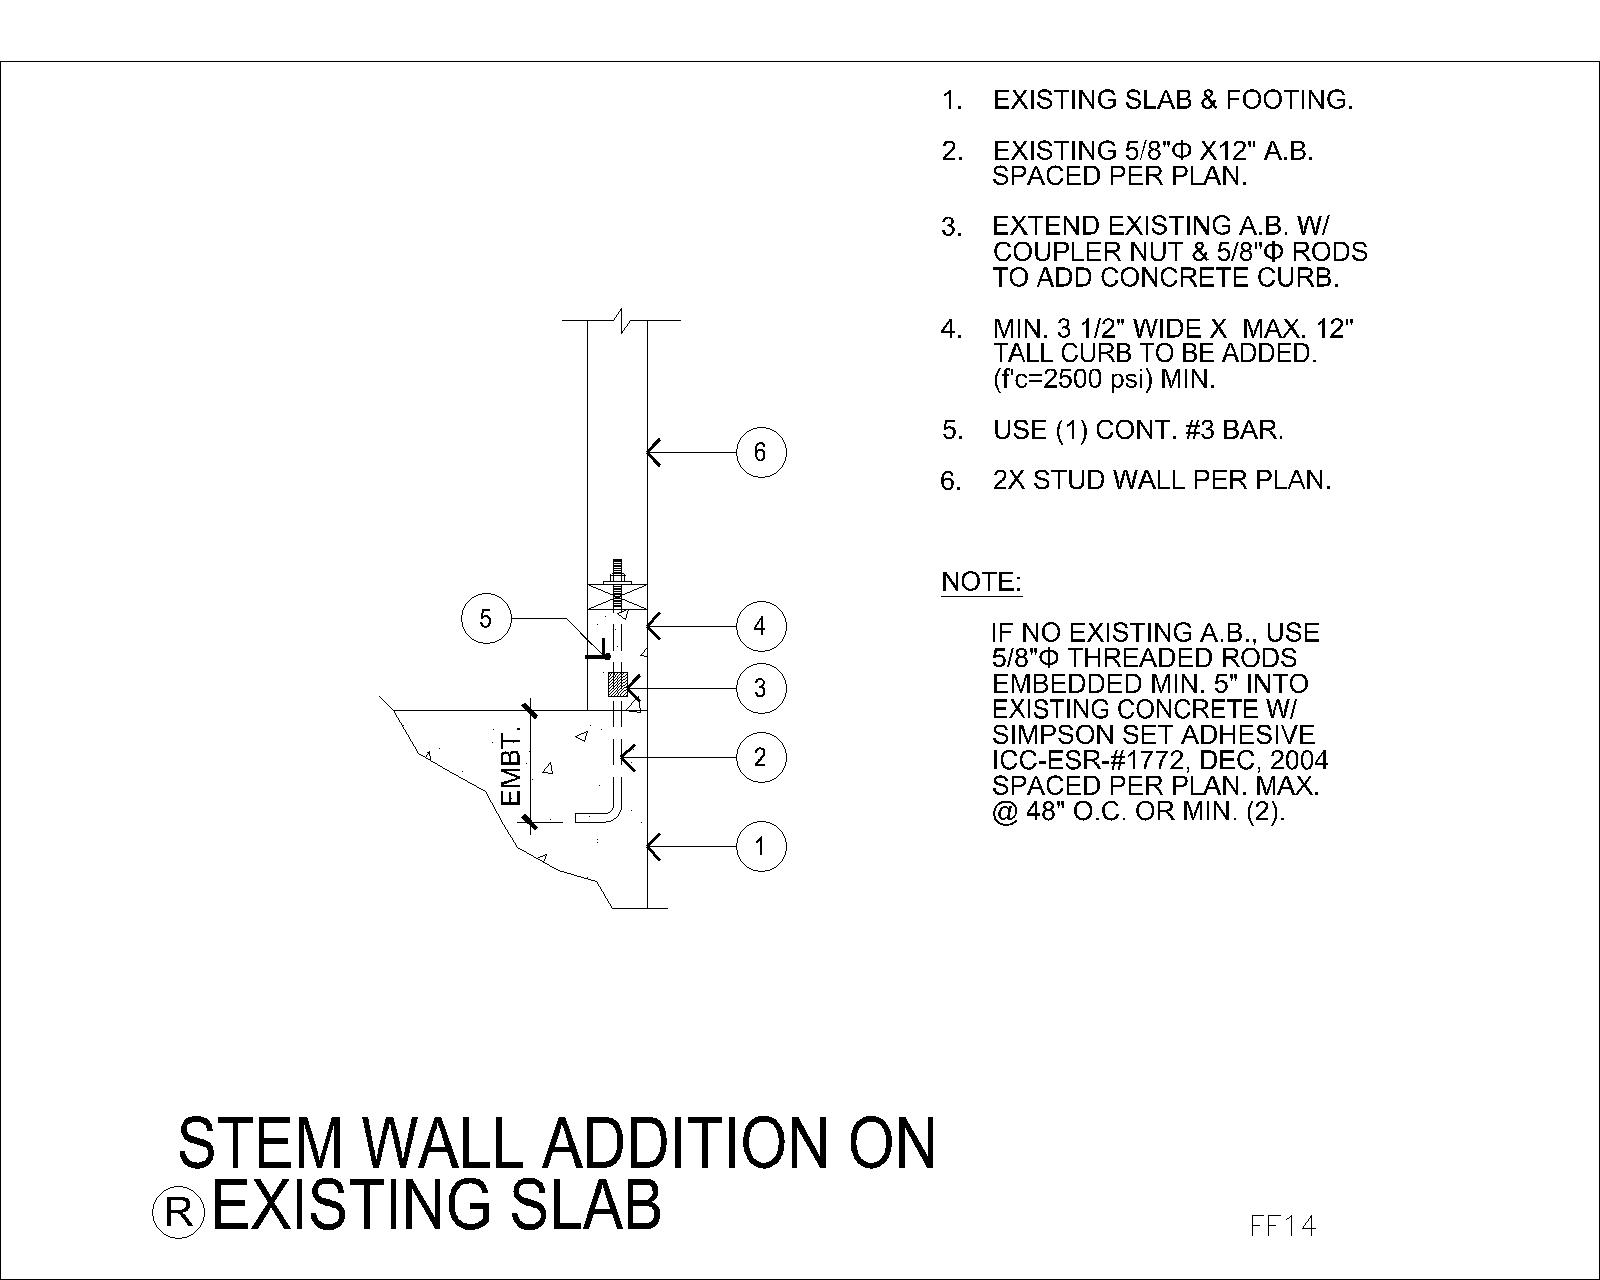 1. EXISTING SLAB & FOOTING.
2. EXISTING 5/8"Φ X12" A.B.
SPACED PER PLAN.
3. EXTEND EXISTING A.B. W/
COUPLER NUT & 5/8"Φ RODS
TO ADD CONCRETE CURB.
4. MIN. 3 1/2" WIDE X MAX. 12"
TALL CURB TO BE ADDED.
(f'c=2500 psi) MIN.
5. USE (1) CONT. #3 BAR.
6. 2X STUD WALL PER PLAN.
NOTE:
IF NO EXISTING A.B., USE
5/8"Φ THREADED RODS
EMBEDDED MIN. 5" INTO
EXISTING CONCRETE W/
SIMPSON SET ADHESIVE
ICC-ESR-#1772, DEC, 2004
SPACED PER PLAN. MAX.
@ 48" O.C. OR MIN. (2).
6
5
4
3
2
EMBT.
1
STEM WALL ADDITION ON
R EXISTING SLAB
FF14